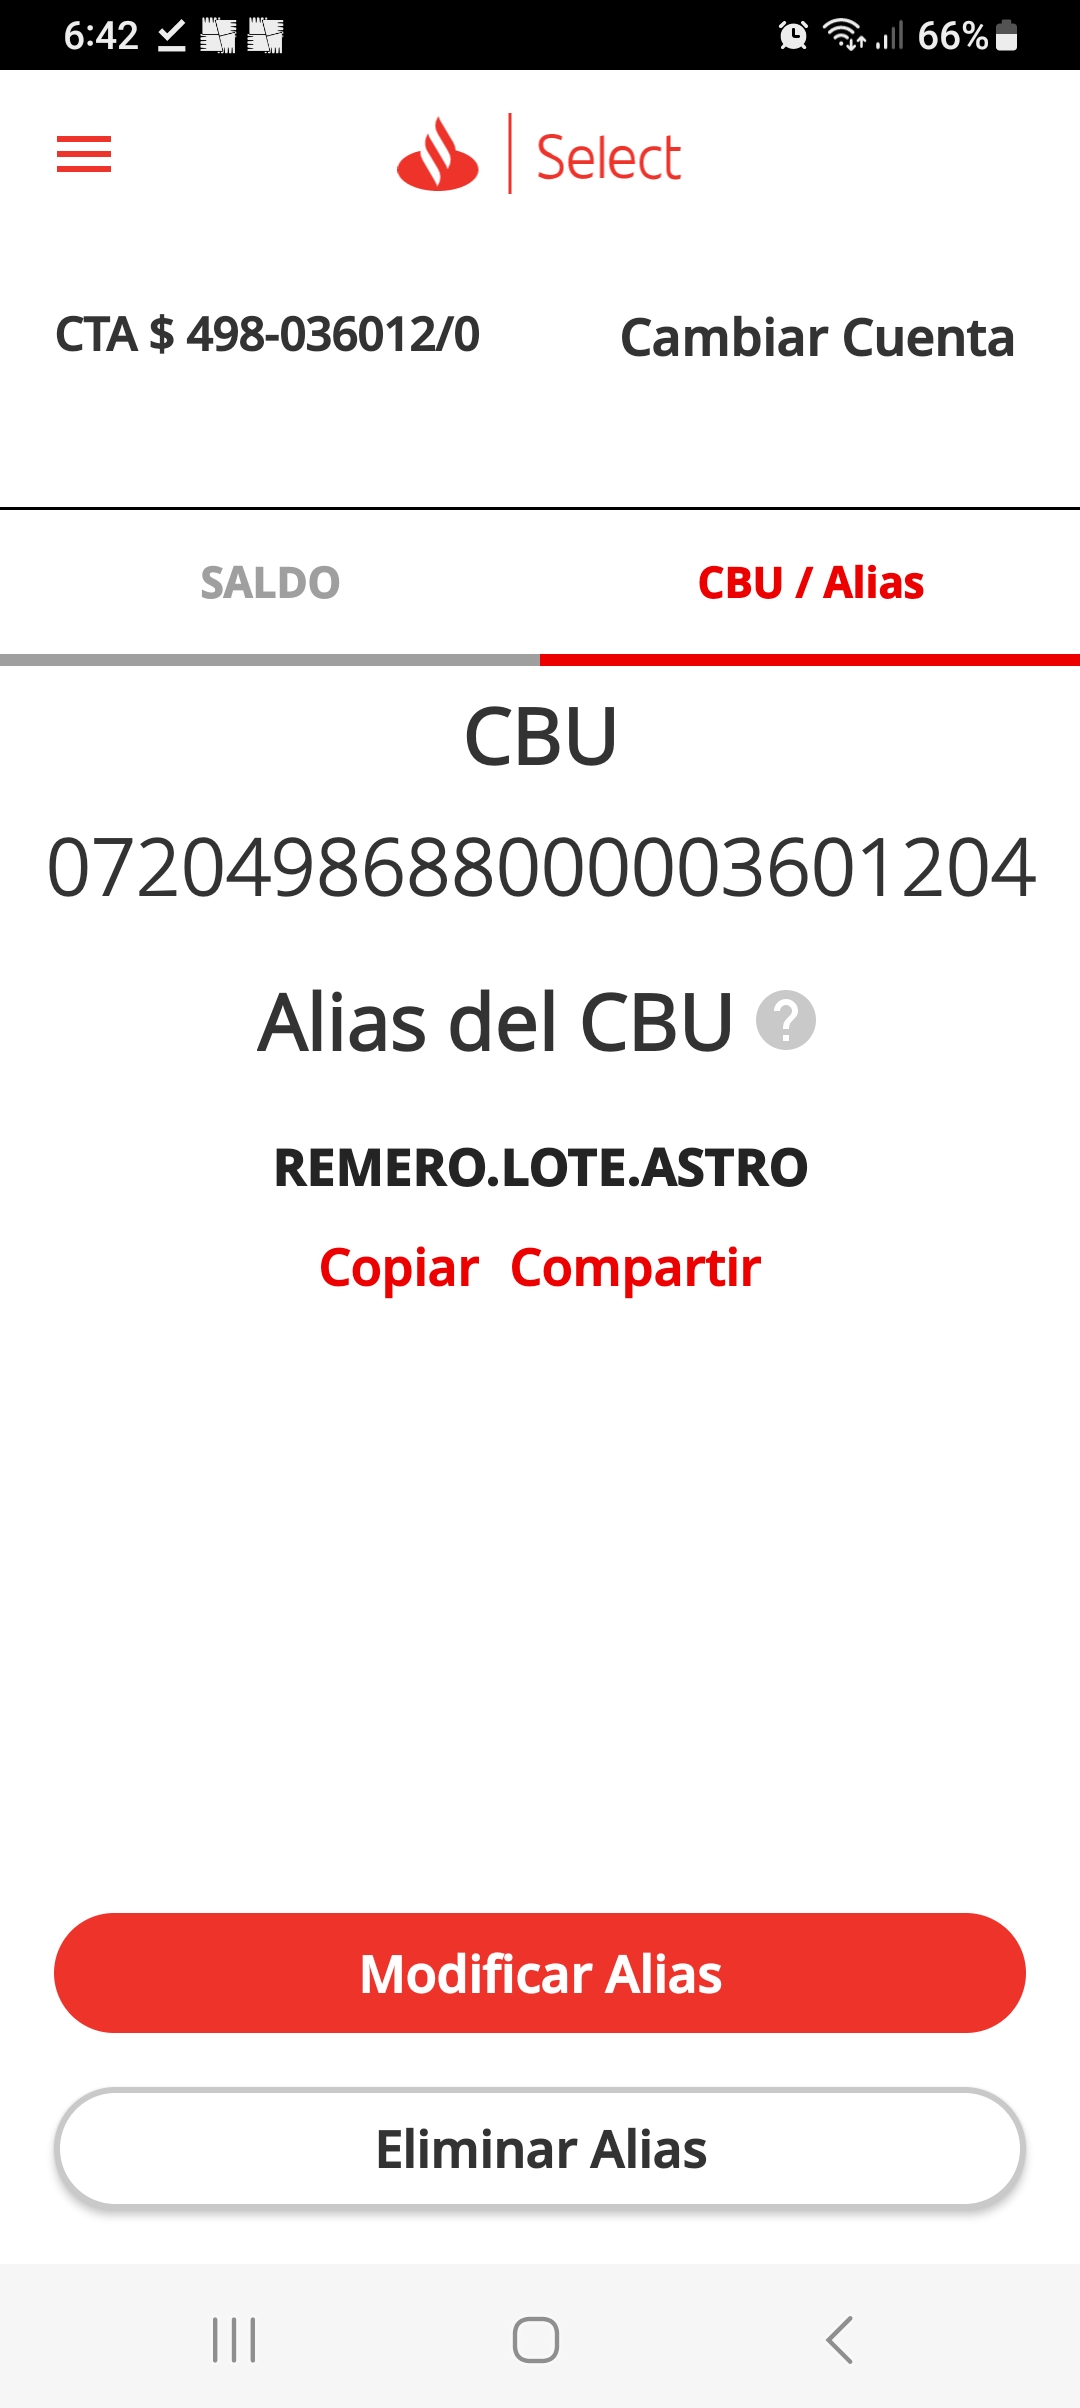 6:42 66%
Select
CTA $ 498-036012/0 Cambiar Cuenta
SALDO CBU / Alias
CBU
0720498688000003601204
Alias del CBU ?
REMERO.LOTE.ASTRO
Copiar Compartir
Modificar Alias
Eliminar Alias